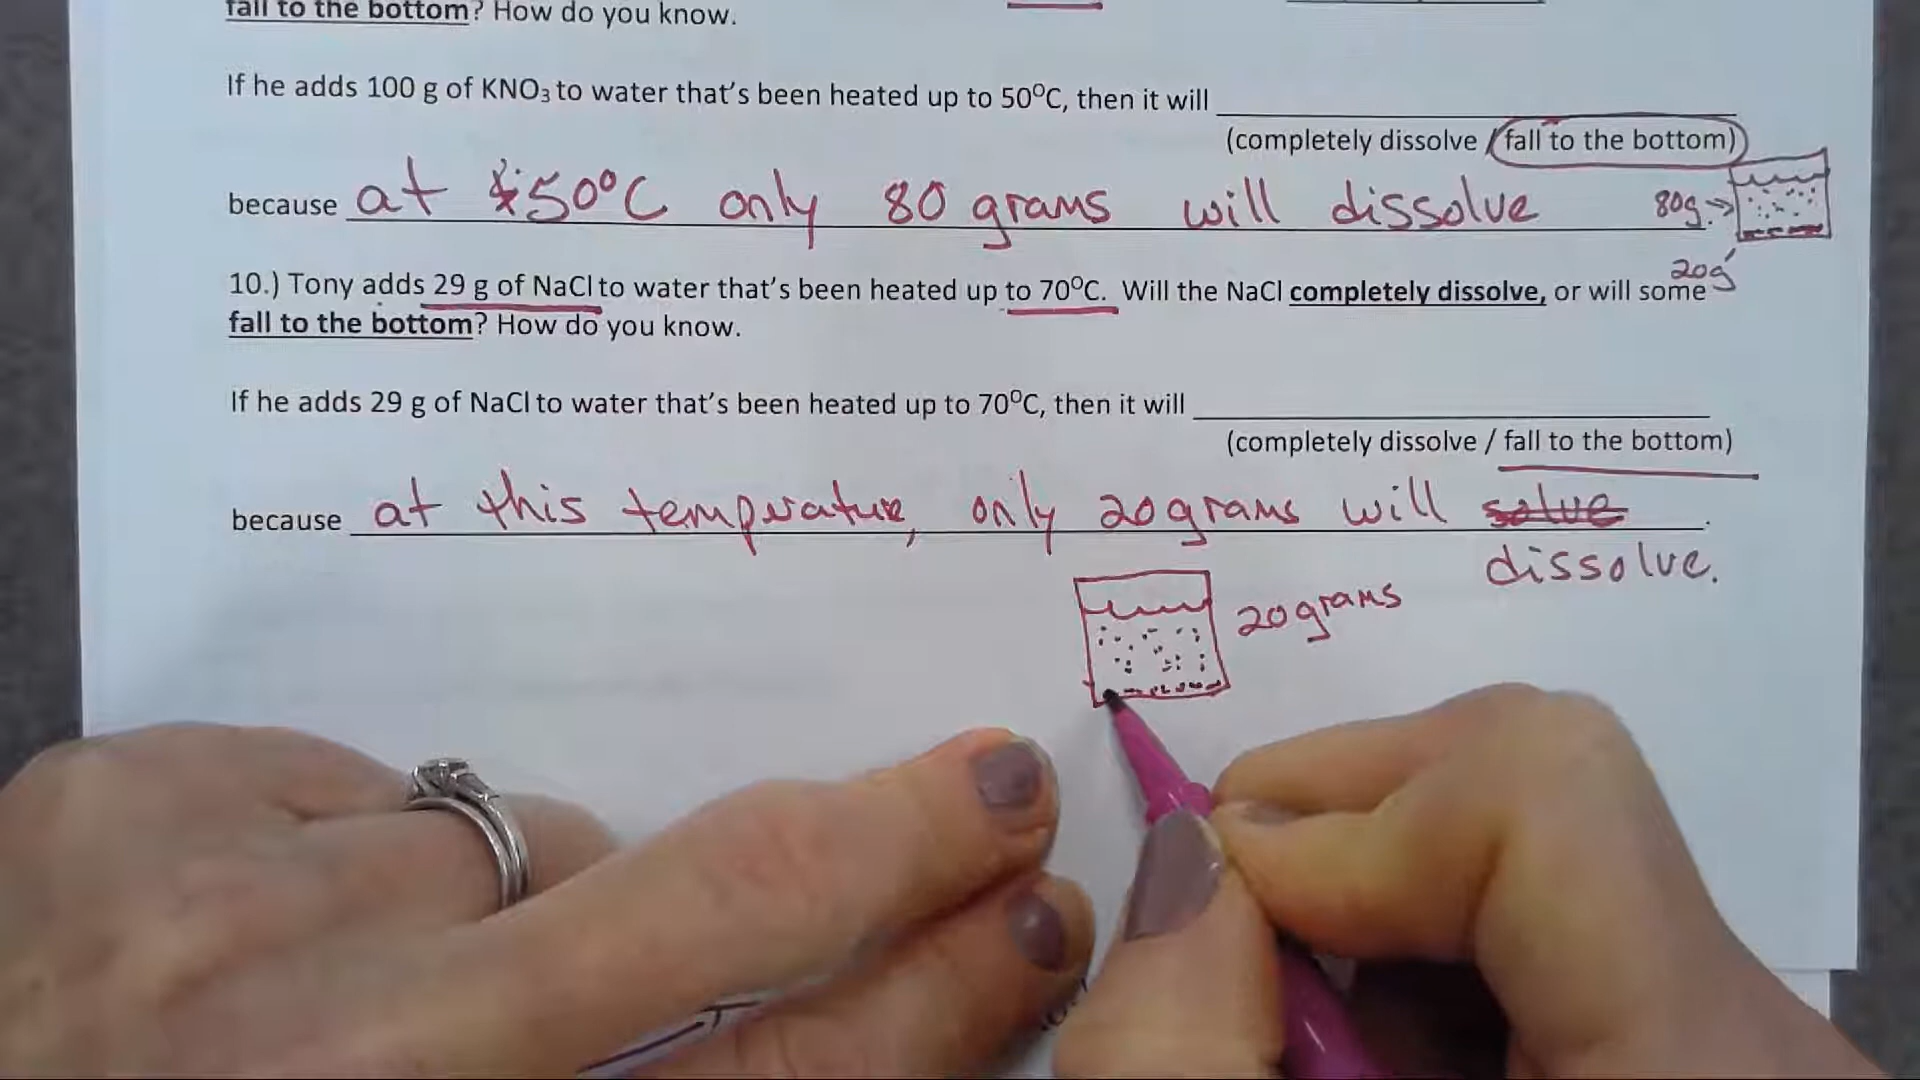 fall to the bottom? How do you know.
If he adds 100 g of KNO₃ to water that's been heated up to 50⁰C, then it will ____
(completely dissolve / fall to the bottom)
because at 50°C only 80 grams will dissolve
80g
20g
10.) Tony adds 29 g of NaCl to water that's been heated up to 70⁰C. Will the NaCl completely dissolve, or will some
fall to the bottom? How do you know.
If he adds 29 g of NaCl to water that's been heated up to 70⁰C, then it will ____
(completely dissolve / fall to the bottom)
because at this temperature, only 20 grams will solve .
dissolve.
20 grams